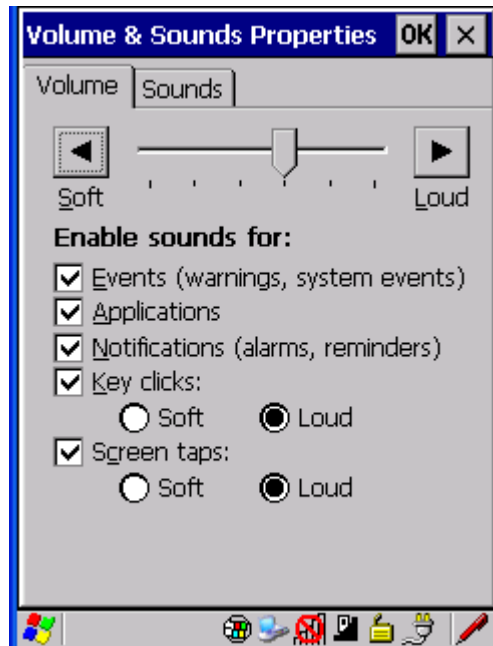 Volume & Sounds Properties OK ×
Volume Sounds
Soft Loud
Enable sounds for:
Events (warnings, system events)
Applications
Notifications (alarms, reminders)
Key clicks:
Soft Loud
Screen taps:
Soft Loud